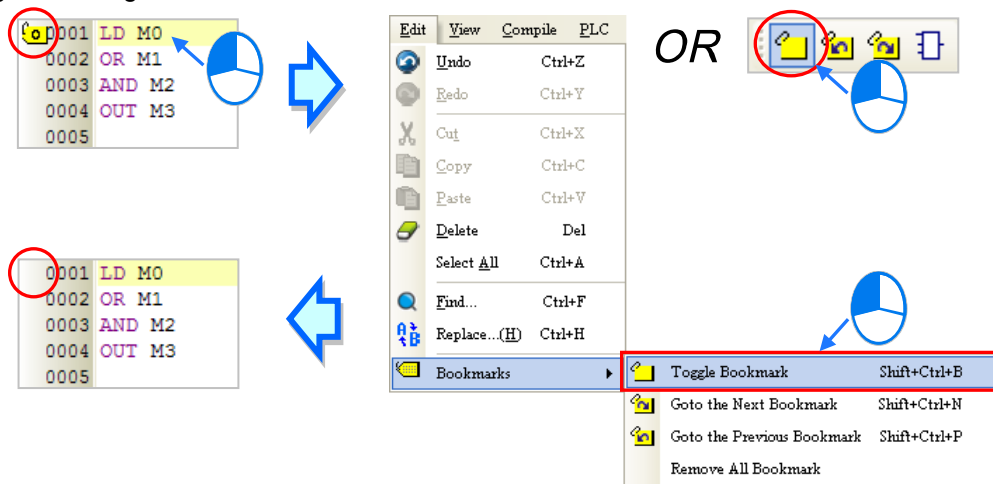 0001 LD M0
0002 OR M1
0003 AND M2
0004 OUT M3
0005
Edit View Compile PLC
Undo Ctrl+Z
Redo Ctrl+Y
Cut Ctrl+X
Copy Ctrl+C
Paste Ctrl+V
Delete Del
Select All Ctrl+A
Find... Ctrl+F
Replace...(H) Ctrl+H
Bookmarks
OR
0001 LD M0
0002 OR M1
0003 AND M2
0004 OUT M3
0005
Toggle Bookmark Shift+Ctrl+B
Goto the Next Bookmark Shift+Ctrl+N
Goto the Previous Bookmark Shift+Ctrl+P
Remove All Bookmark